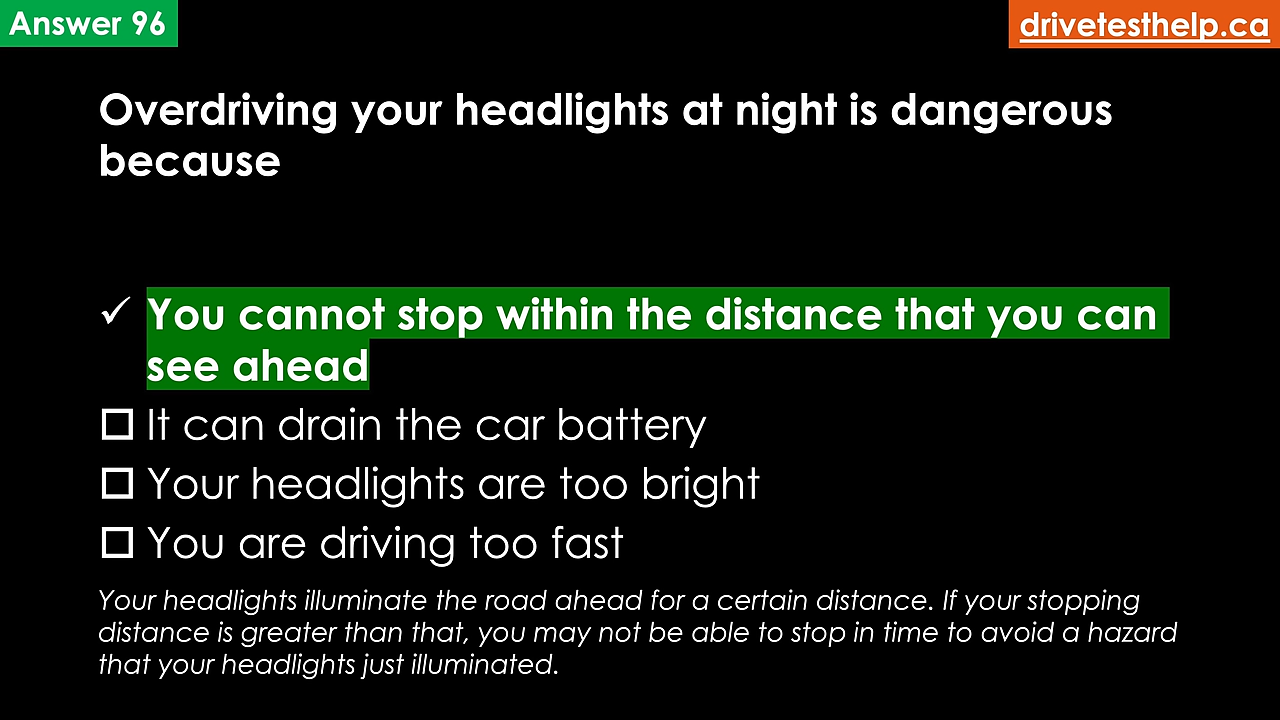 Answer 96
drivetesthelp.ca
Overdriving your headlights at night is dangerous
because
✓ You cannot stop within the distance that you can
see ahead
☐ It can drain the car battery
☐ Your headlights are too bright
☐ You are driving too fast
Your headlights illuminate the road ahead for a certain distance. If your stopping
distance is greater than that, you may not be able to stop in time to avoid a hazard
that your headlights just illuminated.